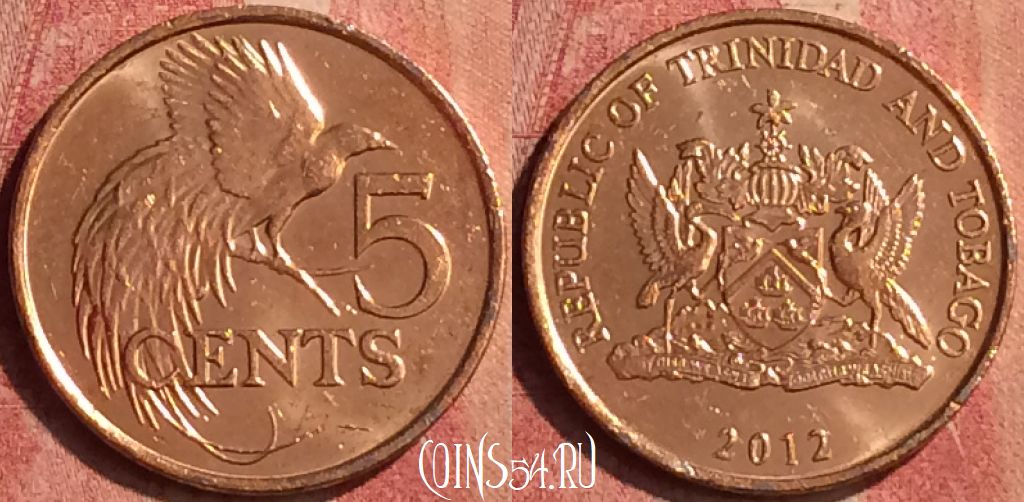 5
CENTS
REPUBLIC OF TRINIDAD AND TOBAGO
2012
COINS54.RU